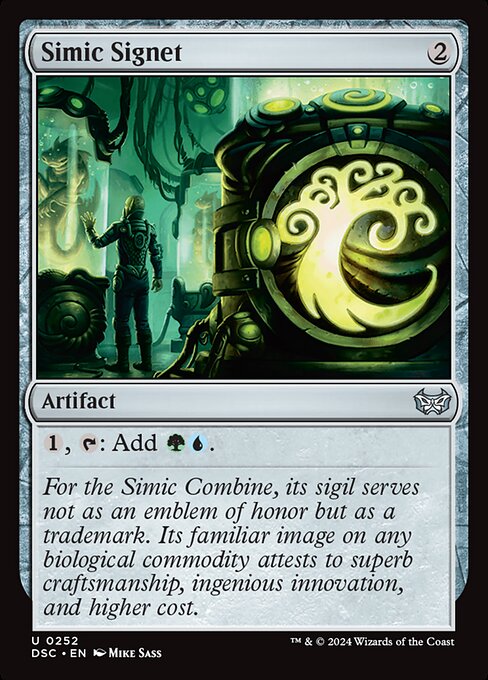 Simic Signet 2
Artifact
1, : Add .
For the Simic Combine, its sigil serves
not as an emblem of honor but as a
trademark. Its familiar image on any
biological commodity attests to superb
craftsmanship, ingenious innovation,
and higher cost.
U 0252
DSC • EN Mike Sass
™ & © 2024 Wizards of the Coast